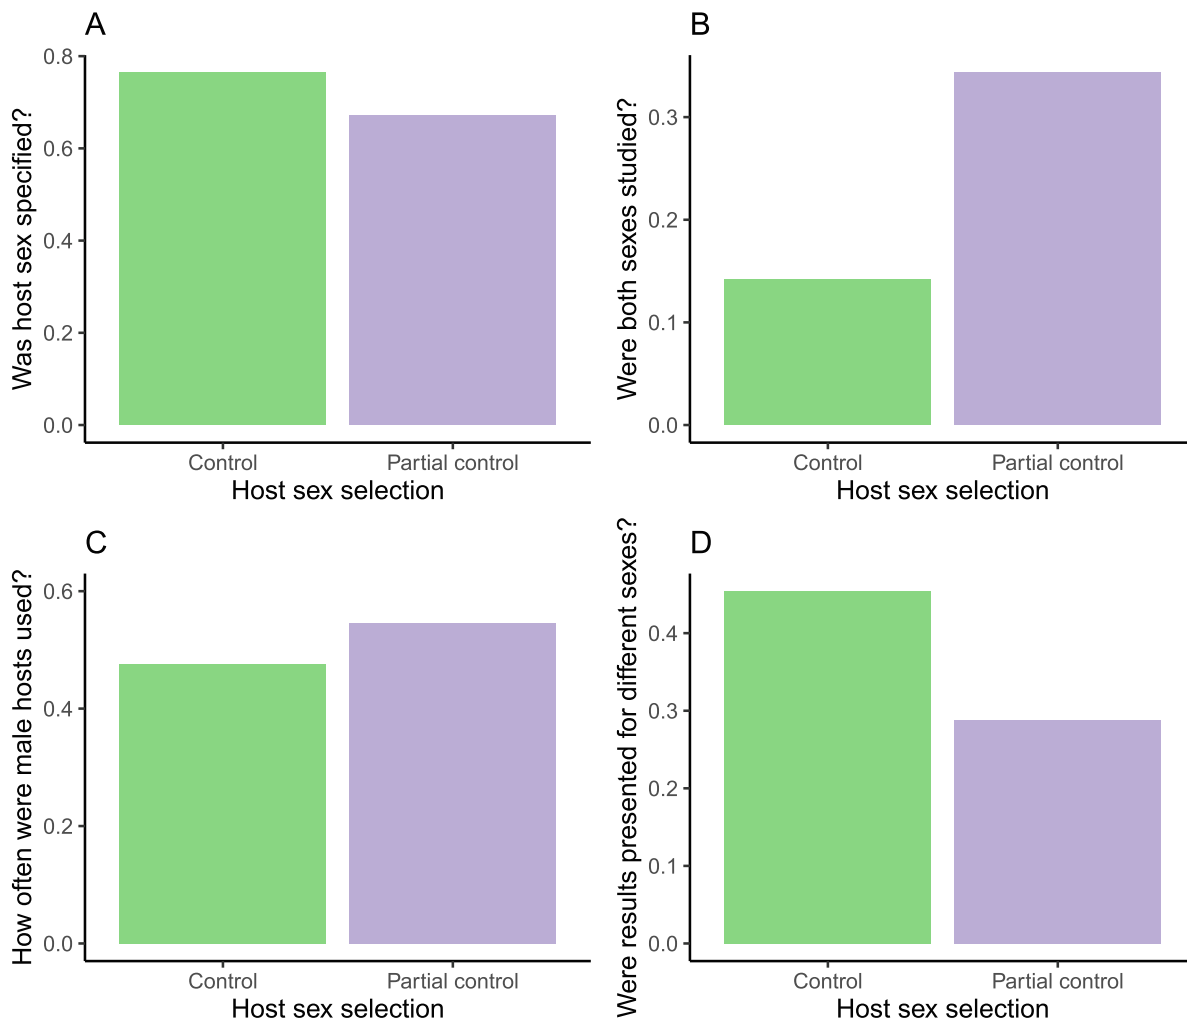 A
Was host sex specified?
0.8
0.6
0.4
0.2
0.0
Control
Partial control
Host sex selection
B
Were both sexes studied?
0.3
0.2
0.1
0.0
Control
Partial control
Host sex selection
C
How often were male hosts used?
0.6
0.4
0.2
0.0
Control
Partial control
Host sex selection
D
Were results presented for different sexes?
0.4
0.3
0.2
0.1
0.0
Control
Partial control
Host sex selection